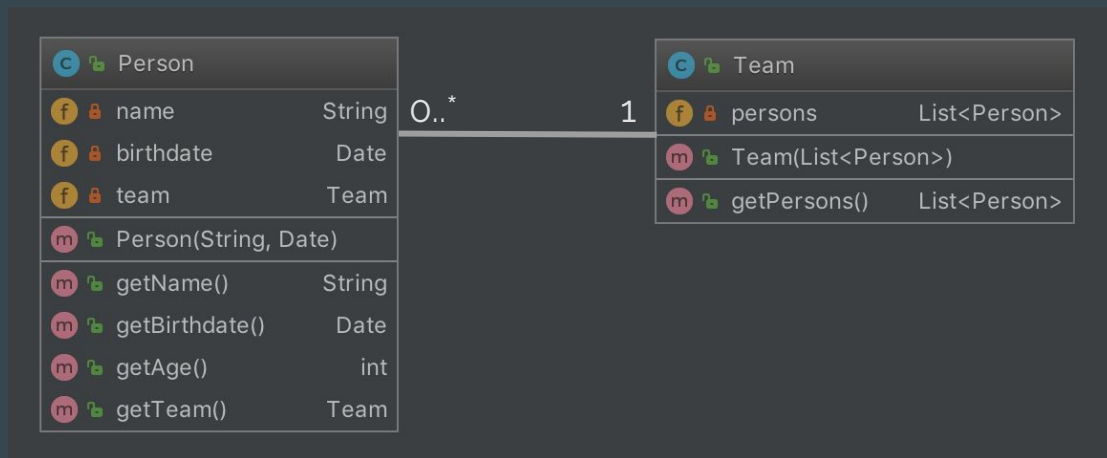 C Person
f name String
f birthdate Date
f team Team
m Person(String, Date)
m getName() String
m getBirthdate() Date
m getAge() int
m getTeam() Team
0..* 1
C Team
f persons List<Person>
m Team(List<Person>)
m getPersons() List<Person>